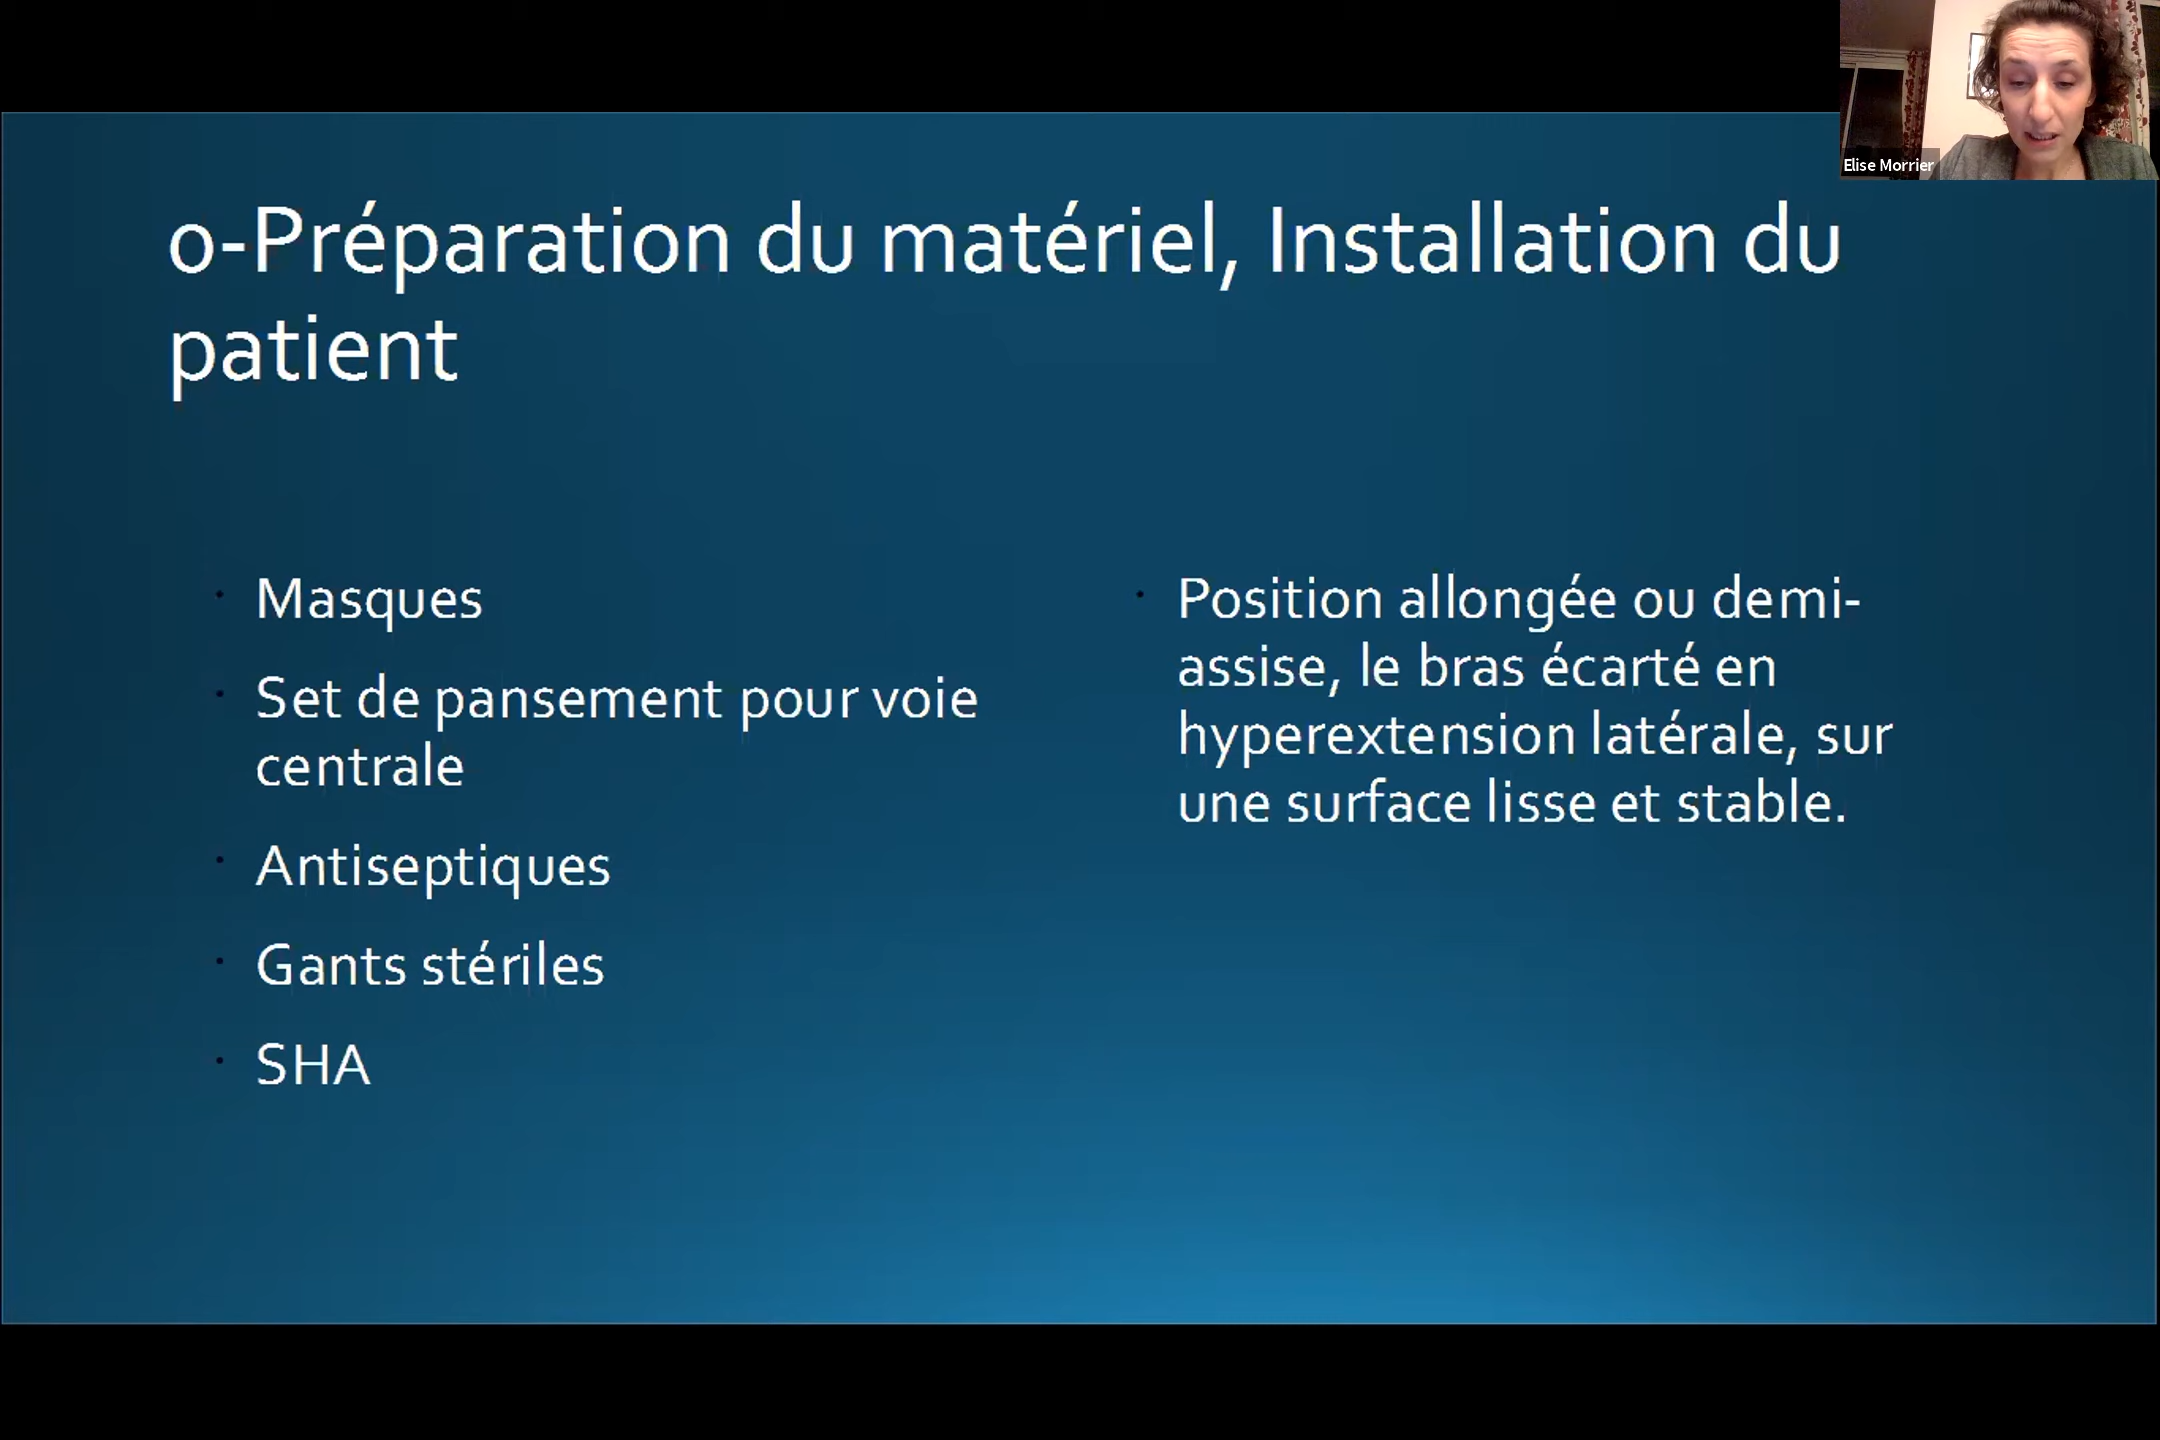 Elise Morrier
0-Préparation du matériel, Installation du
patient
Masques
Set de pansement pour voie
centrale
Antiseptiques
Gants stériles
SHA
Position allongée ou demi-
assise, le bras écarté en
hyperextension latérale, sur
une surface lisse et stable.